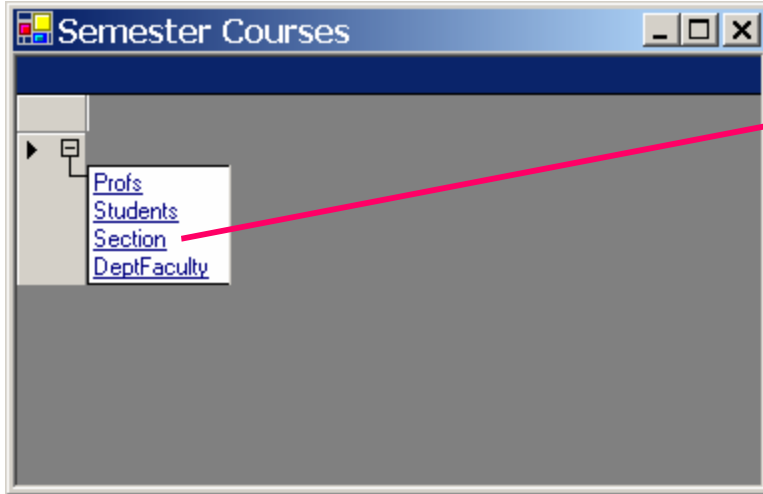 Semester Courses
Profs
Students
Section
DeptFaculty